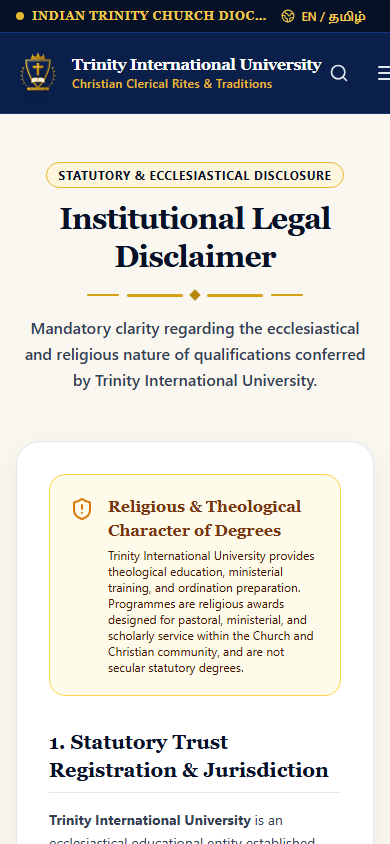 INDIAN TRINITY CHURCH DIOC... EN / தமிழ்
Trinity International University
Christian Clerical Rites & Traditions
STATUTORY & ECCLESIASTICAL DISCLOSURE
Institutional Legal
Disclaimer
Mandatory clarity regarding the ecclesiastical
and religious nature of qualifications conferred
by Trinity International University.
Religious & Theological
Character of Degrees
Trinity International University provides
theological education, ministerial
training, and ordination preparation.
Programmes are religious awards
designed for pastoral, ministerial, and
scholarly service within the Church and
Christian community, and are not
secular statutory degrees.
1. Statutory Trust
Registration & Jurisdiction
Trinity International University is an
ecclesiastical educational entity established